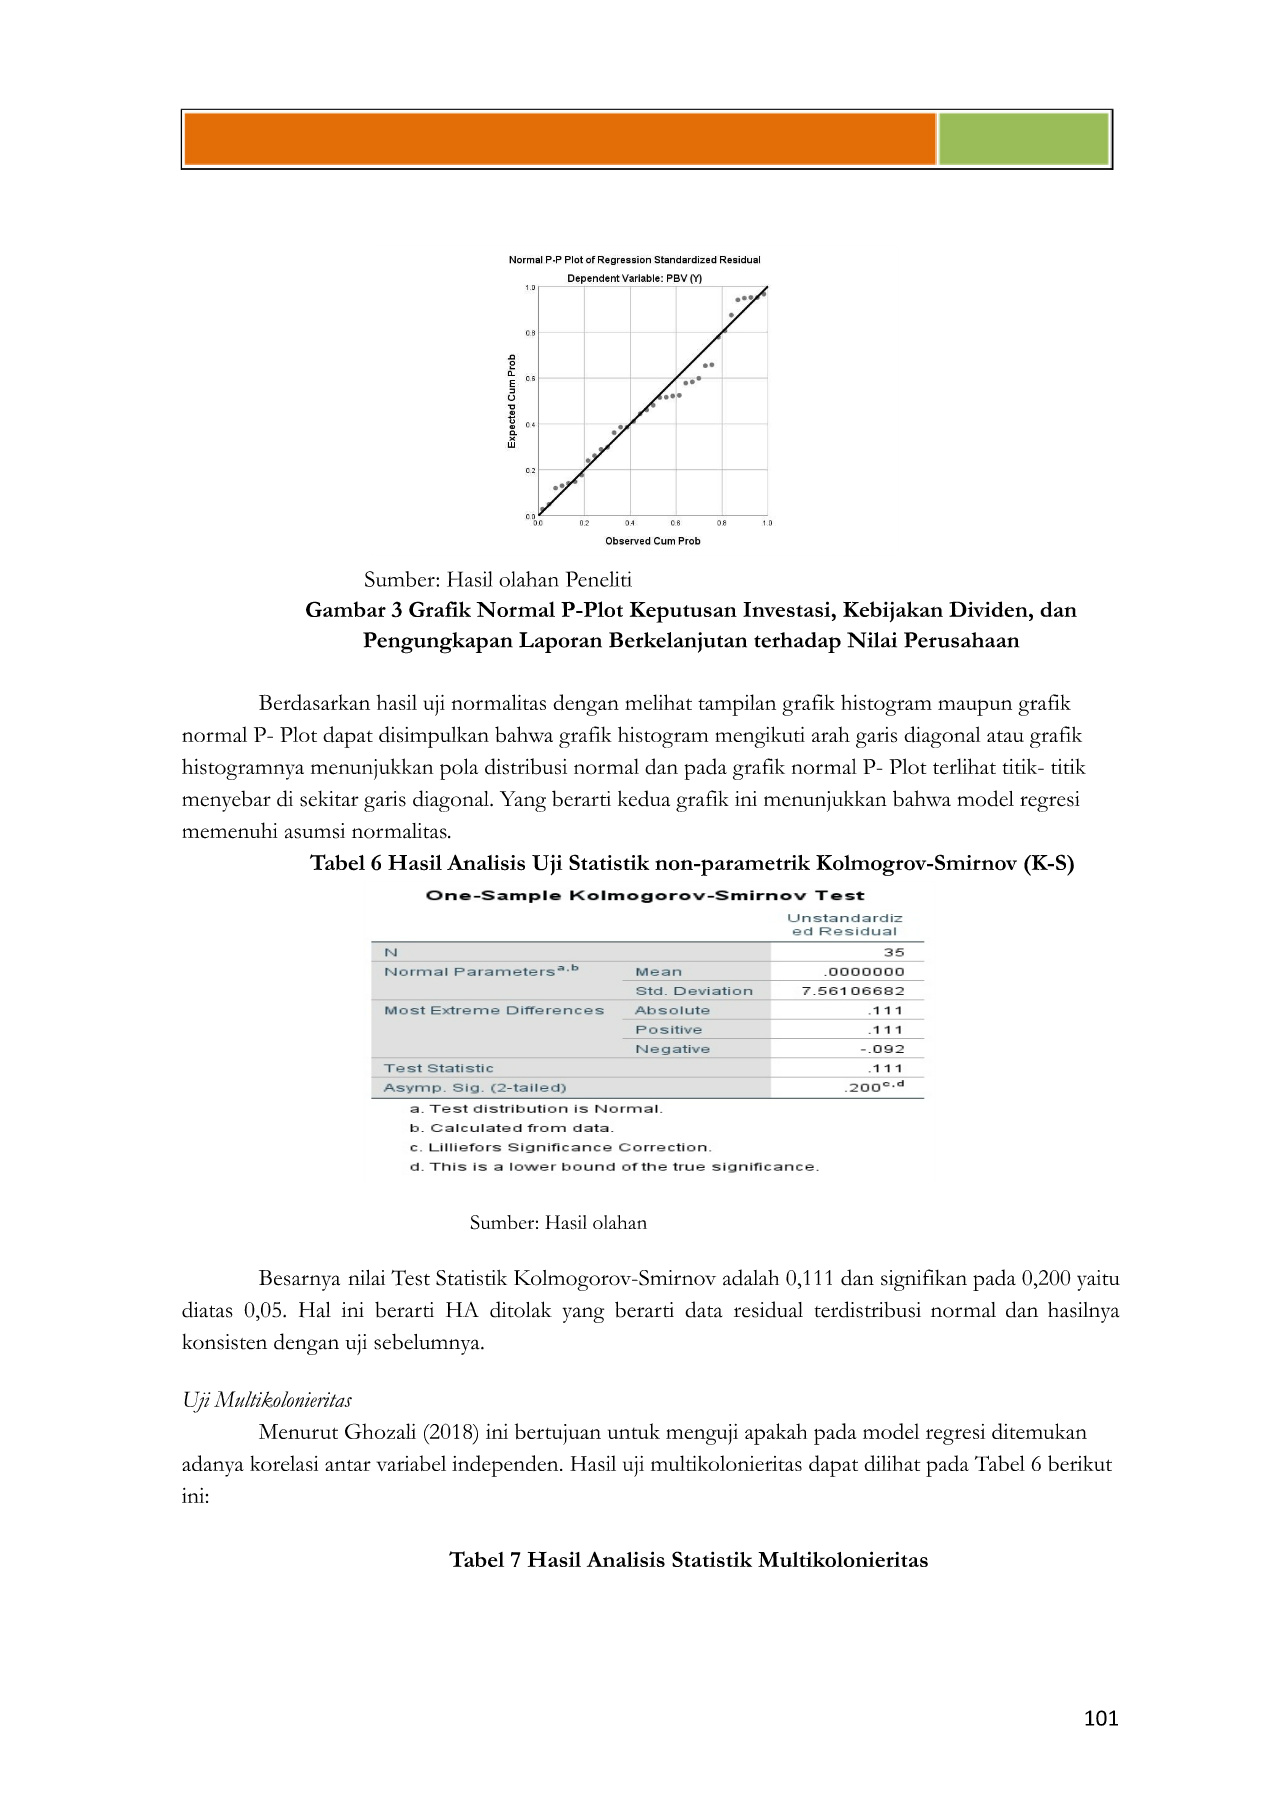 Normal P-P Plot of Regression Standardized Residual
Dependent Variable: PBV (Y)
1.0
0.8
0.6
0.4
0.2
0.0
0.0 0.2 0.4 0.6 0.8 1.0
Expected Cum Prob
Observed Cum Prob
Sumber: Hasil olahan Peneliti
Gambar 3 Grafik Normal P-Plot Keputusan Investasi, Kebijakan Dividen, dan
Pengungkapan Laporan Berkelanjutan terhadap Nilai Perusahaan
Berdasarkan hasil uji normalitas dengan melihat tampilan grafik histogram maupun grafik
normal P- Plot dapat disimpulkan bahwa grafik histogram mengikuti arah garis diagonal atau grafik
histogramnya menunjukkan pola distribusi normal dan pada grafik normal P- Plot terlihat titik- titik
menyebar di sekitar garis diagonal. Yang berarti kedua grafik ini menunjukkan bahwa model regresi
memenuhi asumsi normalitas.
Tabel 6 Hasil Analisis Uji Statistik non-parametrik Kolmogrov-Smirnov (K-S)
One-Sample Kolmogorov-Smirnov Test
Unstandardiz
ed Residual
N 35
Normal Parameters a,b Mean .0000000
Std. Deviation 7.56106682
Most Extreme Differences Absolute .111
Positive .111
Negative -.092
Test Statistic .111
Asymp. Sig. (2-tailed) .200 c,d
a. Test distribution is Normal.
b. Calculated from data.
c. Lilliefors Significance Correction.
d. This is a lower bound of the true significance.
Sumber: Hasil olahan
Besarnya nilai Test Statistik Kolmogorov-Smirnov adalah 0,111 dan signifikan pada 0,200 yaitu
diatas 0,05. Hal ini berarti HA ditolak yang berarti data residual terdistribusi normal dan hasilnya
konsisten dengan uji sebelumnya.
Uji Multikolonieritas
Menurut Ghozali (2018) ini bertujuan untuk menguji apakah pada model regresi ditemukan
adanya korelasi antar variabel independen. Hasil uji multikolonieritas dapat dilihat pada Tabel 6 berikut
ini:
Tabel 7 Hasil Analisis Statistik Multikolonieritas
101